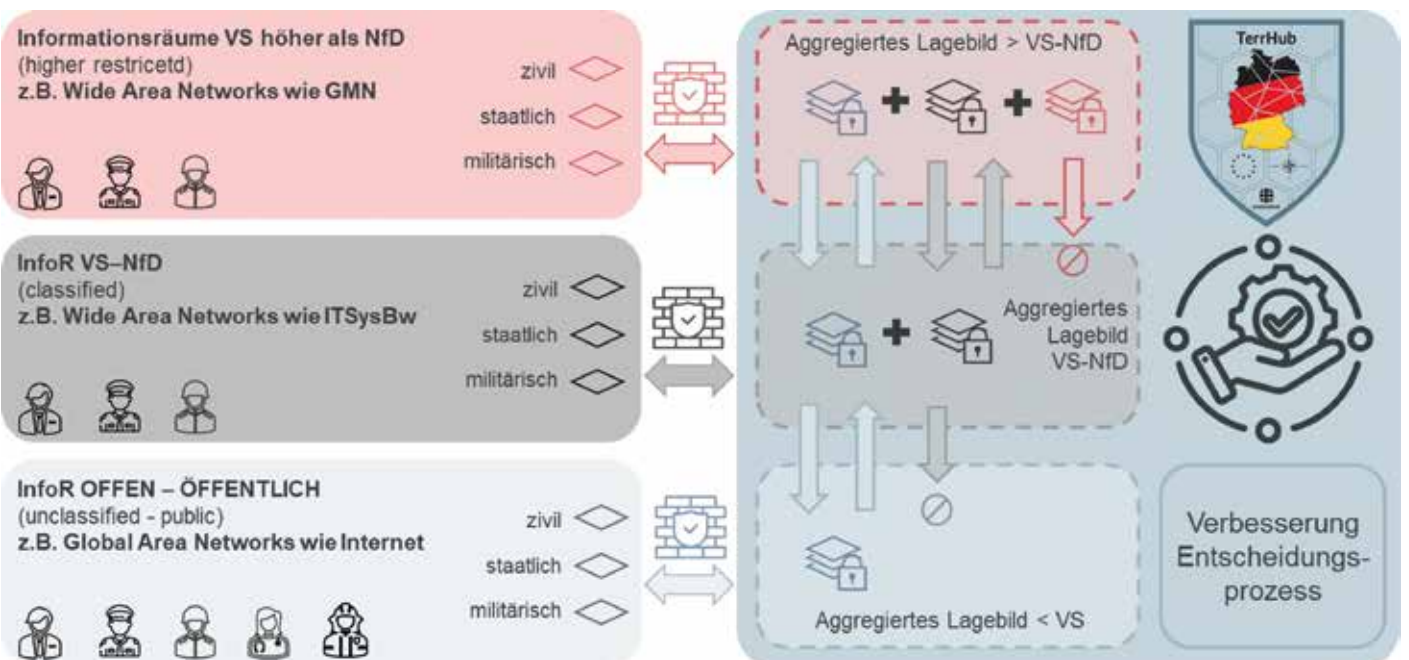 Informationsräume VS höher als NfD
(higher restricetd)
z.B. Wide Area Networks wie GMN
zivil
staatlich
militärisch
InfoR VS–NfD
(classified)
z.B. Wide Area Networks wie ITSysBw
zivil
staatlich
militärisch
InfoR OFFEN – ÖFFENTLICH
(unclassified - public)
z.B. Global Area Networks wie Internet
zivil
staatlich
militärisch
Aggregiertes Lagebild > VS-NfD
Aggregiertes
Lagebild
VS-NfD
Aggregiertes Lagebild < VS
TerrHub
Verbesserung
Entscheidungs-
prozess